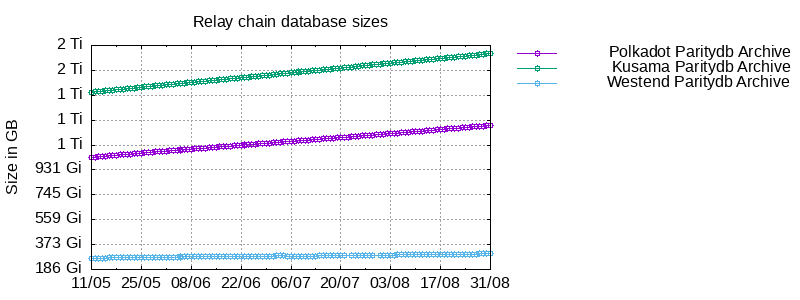 Relay chain database sizes
2 Ti
2 Ti
1 Ti
1 Ti
1 Ti
931 Gi
745 Gi
559 Gi
373 Gi
186 Gi
Size in GB
11/05 25/05 08/06 22/06 06/07 20/07 03/08 17/08 31/08
Polkadot Paritydb Archive
Kusama Paritydb Archive
Westend Paritydb Archive